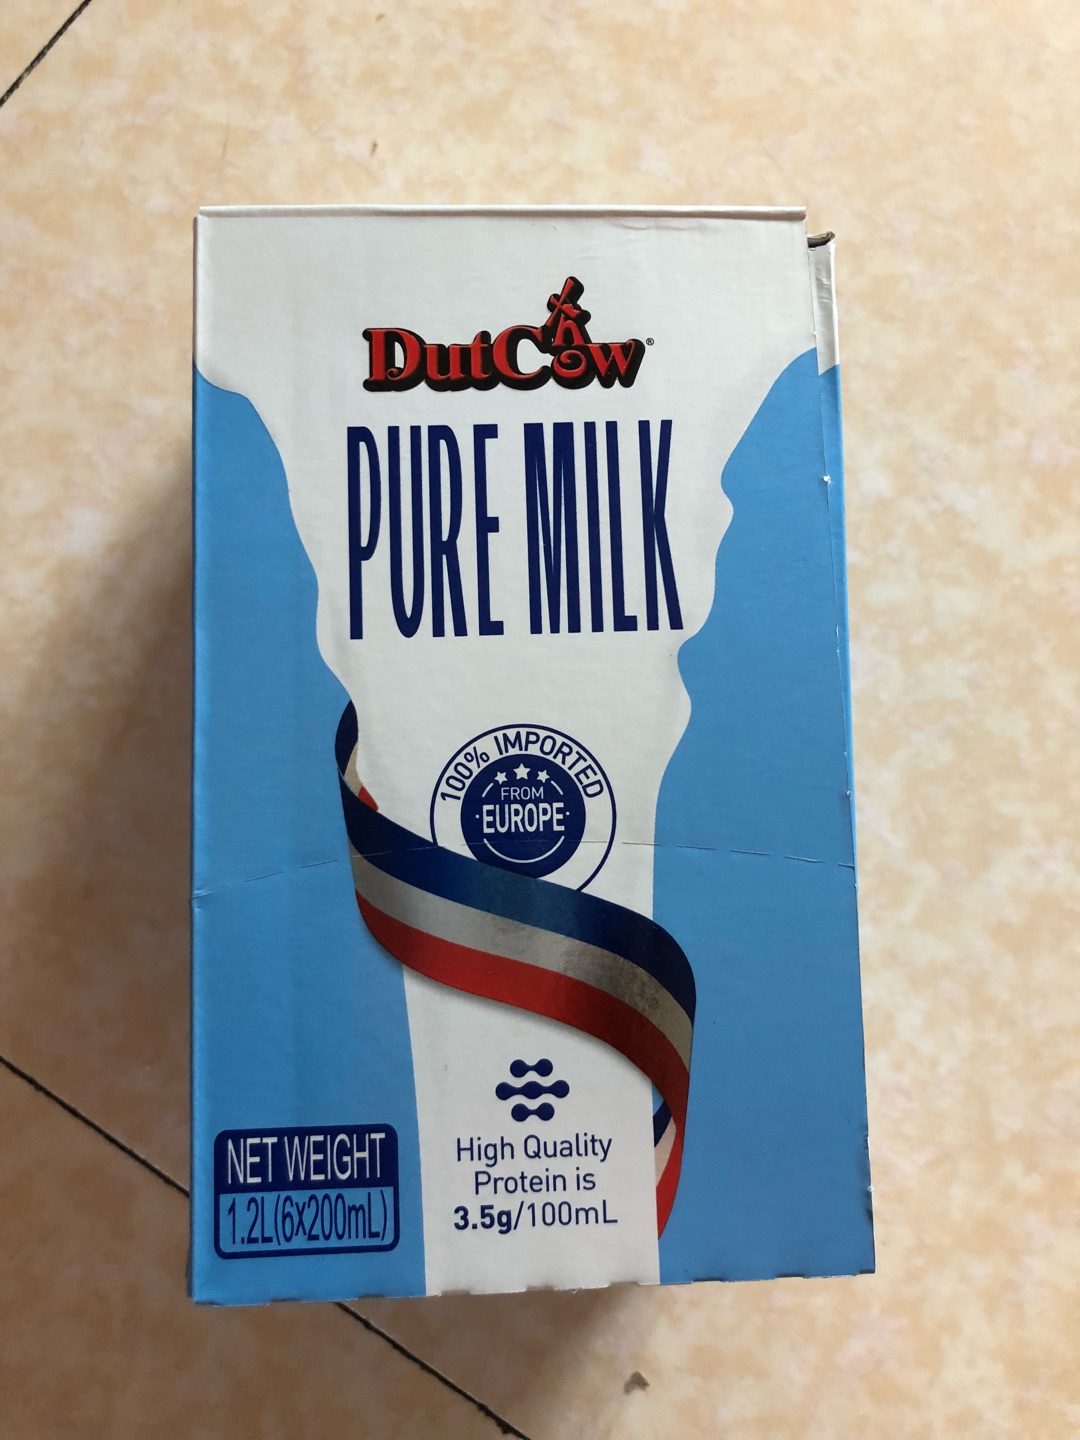 DutCow®
PURE MILK
100% IMPORTED
FROM
·EUROPE·
High Quality
Protein is
3.5g/100mL
NET WEIGHT
1.2L(6x200mL)